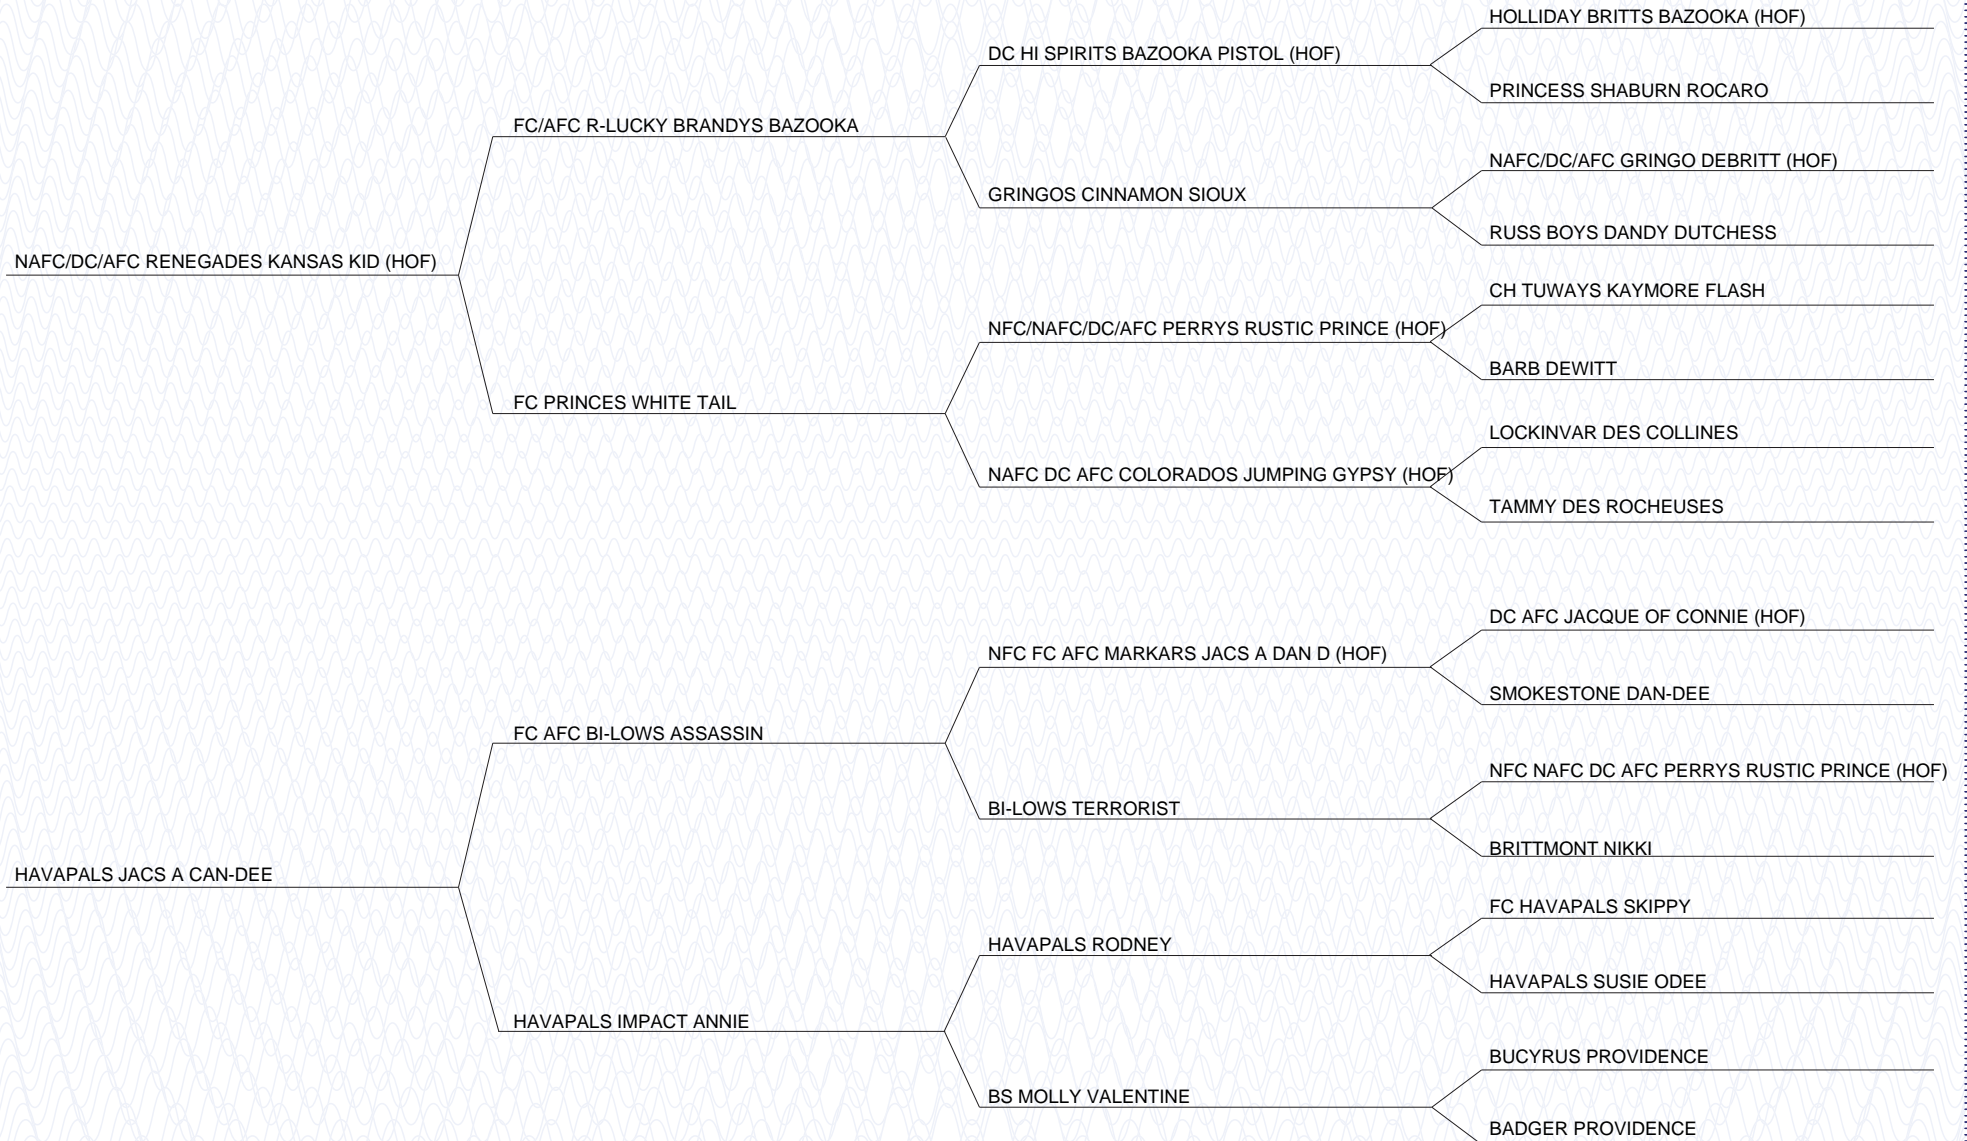 HOLLIDAY BRITTS BAZOOKA (HOF)
DC HI SPIRITS BAZOOKA PISTOL (HOF)
PRINCESS SHABURN ROCARO
FC/AFC R-LUCKY BRANDYS BAZOOKA
NAFC/DC/AFC GRINGO DEBRITT (HOF)
GRINGOS CINNAMON SIOUX
RUSS BOYS DANDY DUTCHESS
NAFC/DC/AFC RENEGADES KANSAS KID (HOF)
CH TUWAYS KAYMORE FLASH
NFC/NAFC/DC/AFC PERRYS RUSTIC PRINCE (HOF)
BARB DEWITT
FC PRINCES WHITE TAIL
LOCKINVAR DES COLLINES
NAFC DC AFC COLORADOS JUMPING GYPSY (HOF)
TAMMY DES ROCHEUSES
DC AFC JACQUE OF CONNIE (HOF)
NFC FC AFC MARKARS JACS A DAN D (HOF)
SMOKESTONE DAN-DEE
FC AFC BI-LOWS ASSASSIN
NFC NAFC DC AFC PERRYS RUSTIC PRINCE (HOF)
BI-LOWS TERRORIST
BRITTMONT NIKKI
HAVAPALS JACS A CAN-DEE
FC HAVAPALS SKIPPY
HAVAPALS RODNEY
HAVAPALS SUSIE ODEE
HAVAPALS IMPACT ANNIE
BUCYRUS PROVIDENCE
BS MOLLY VALENTINE
BADGER PROVIDENCE